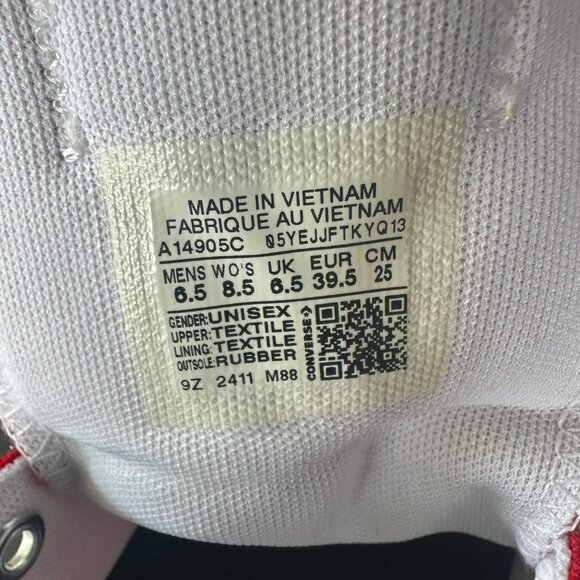 MADE IN VIETNAM
FABRIQUE AU VIETNAM
A14905C 05YEJJFTKYQ13
MENS WO'S UK EUR CM
6.5 8.5 6.5 39.5 25
GENDER:UNISEX
UPPER:TEXTILE
LINING:TEXTILE
OUTSOLE:RUBBER
CONVERSE
9Z 2411 M88